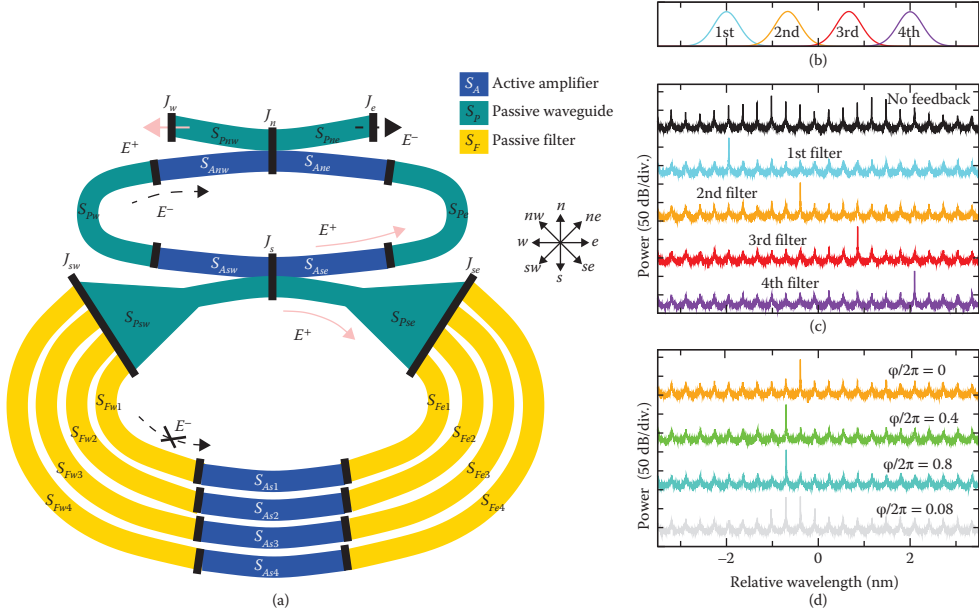 S_A Active amplifier
S_P Passive waveguide
S_F Passive filter
J_w
J_n
J_e
S_Pnw
S_Pne
E^+
E^−
S_Anw
S_Ane
E^−
S_Pw
S_Pe
J_s
E^+
S_Asw
S_Ase
J_sw
J_se
S_Psw
S_Pse
E^+
n
nw
ne
w
e
sw
se
s
S_Fw1
S_Fe1
E^−
S_Fw2
S_Fe2
S_Fw3
S_Fe3
S_Fw4
S_Fe4
S_As1
S_As2
S_As3
S_As4
(a)
1st
2nd
3rd
4th
(b)
Power (50 dB/div.)
No feedback
1st filter
2nd filter
3rd filter
4th filter
(c)
Power (50 dB/div.)
φ/2π = 0
φ/2π = 0.4
φ/2π = 0.8
φ/2π = 0.08
−2
0
2
Relative wavelength (nm)
(d)